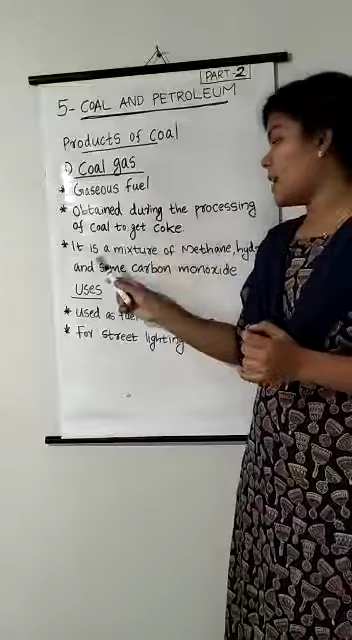 PART-2
5- COAL AND PETROLEUM
Products of coal
1) Coal gas
* Gaseous fuel
* Obtained during the processing
of coal to get coke.
* It is a mixture of Methane,
and some carbon monoxide
Uses
* Used as
* For street lighting